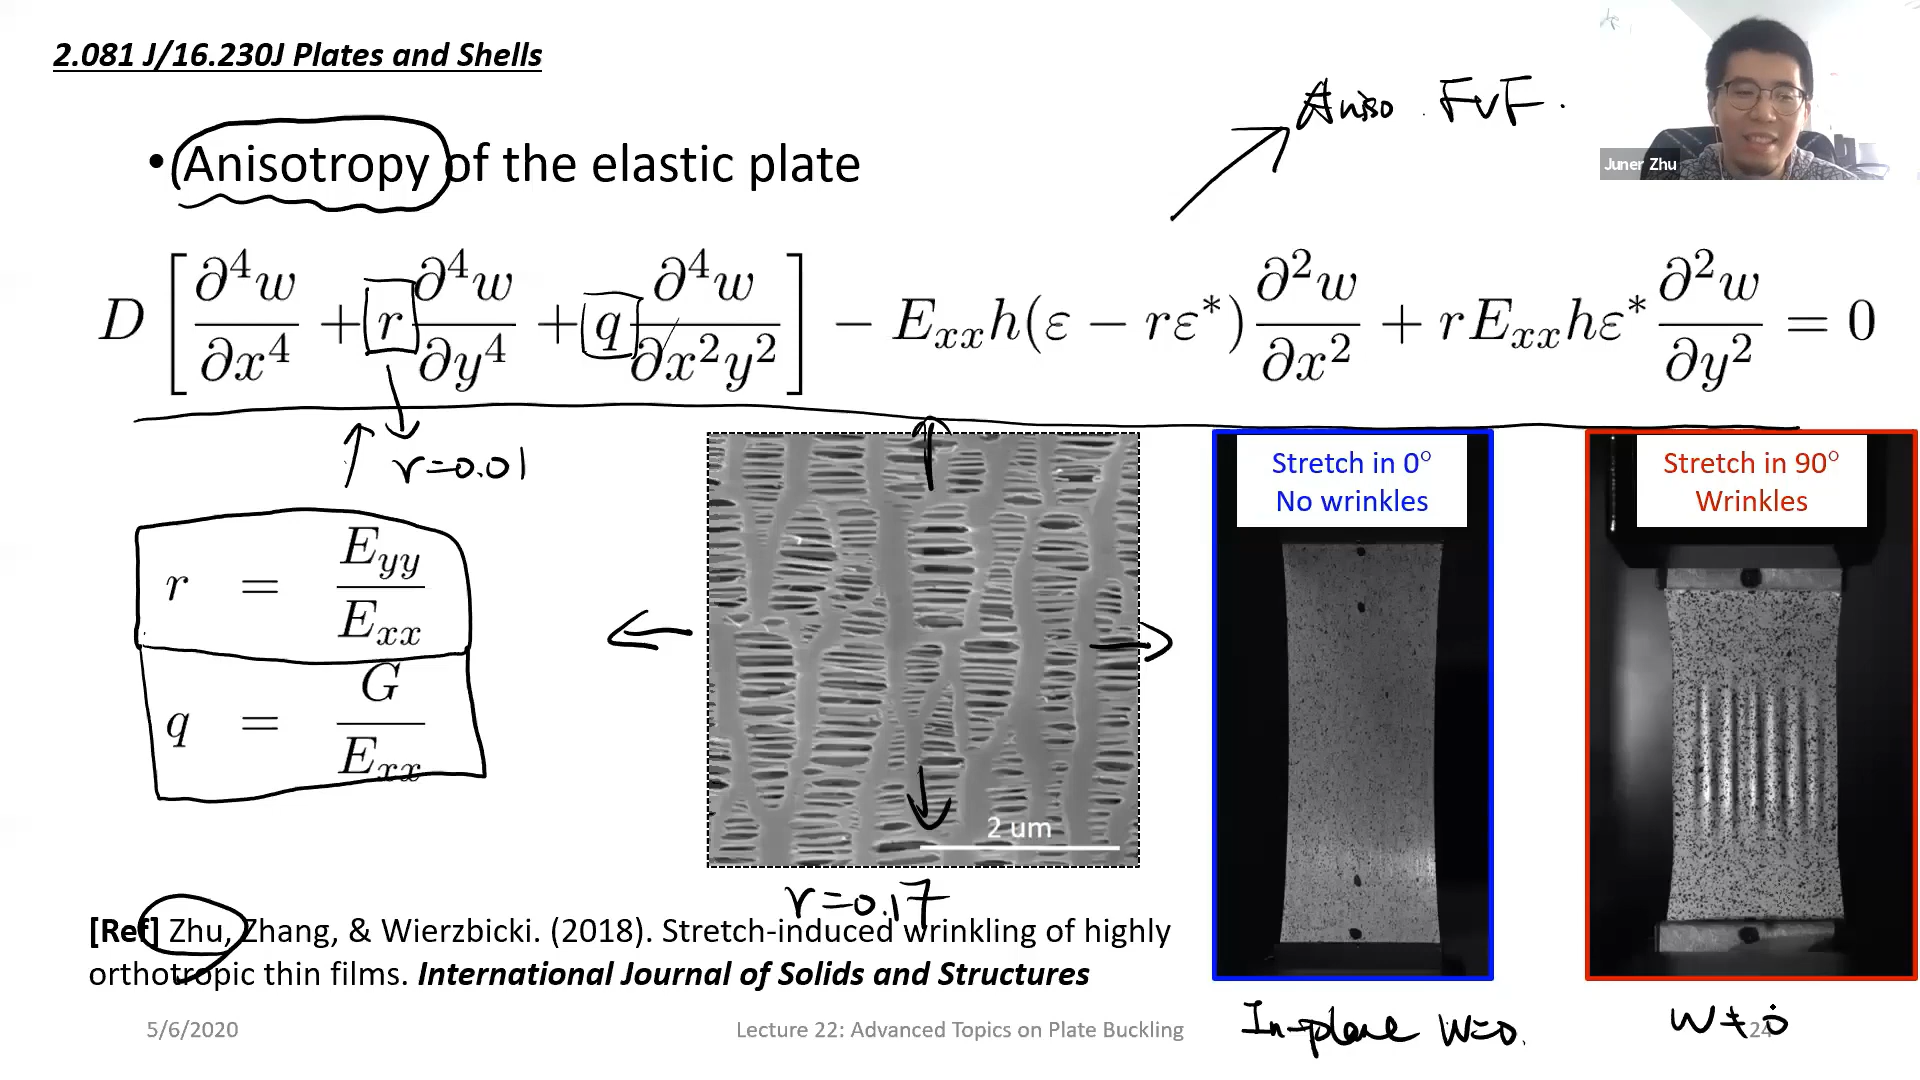 2.081 J/16.230J Plates and Shells
Aniso. FvF.
Juner Zhu
• Anisotropy of the elastic plate
D [ ∂⁴w/∂x⁴ + r ∂⁴w/∂y⁴ + q ∂⁴w/∂x²y² ] − E_xx h(ε − rε*) ∂²w/∂x² + rE_xx hε* ∂²w/∂y² = 0
r=0.01
r = E_yy/E_xx
q = G/E_xx
2 um
r=0.17
Stretch in 0°
No wrinkles
Stretch in 90°
Wrinkles
[Ref] Zhu, Zhang, & Wierzbicki. (2018). Stretch-induced wrinkling of highly
orthotropic thin films. International Journal of Solids and Structures
In-plane w=0.
w≠0
5/6/2020
Lecture 22: Advanced Topics on Plate Buckling
24